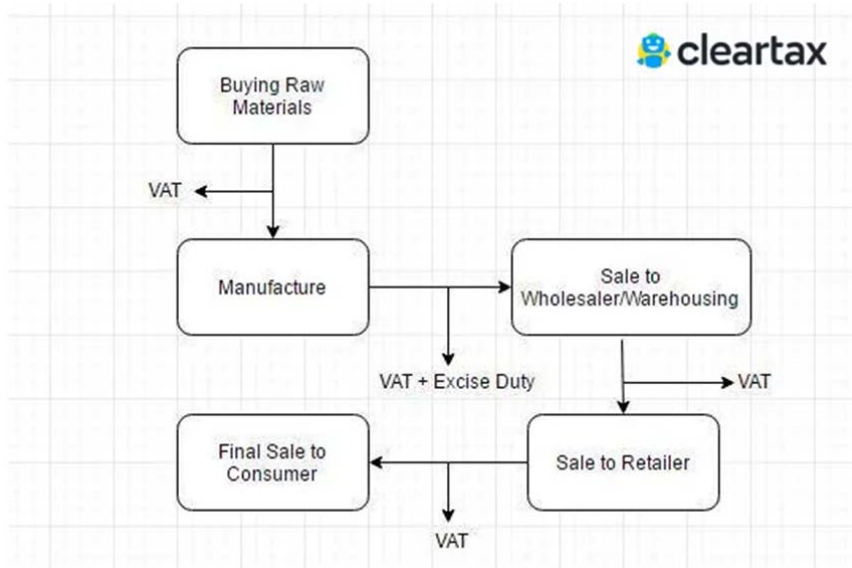 cleartax
Buying Raw
Materials
VAT
Manufacture
Sale to
Wholesaler/Warehousing
VAT + Excise Duty
VAT
Final Sale to
Consumer
Sale to Retailer
VAT